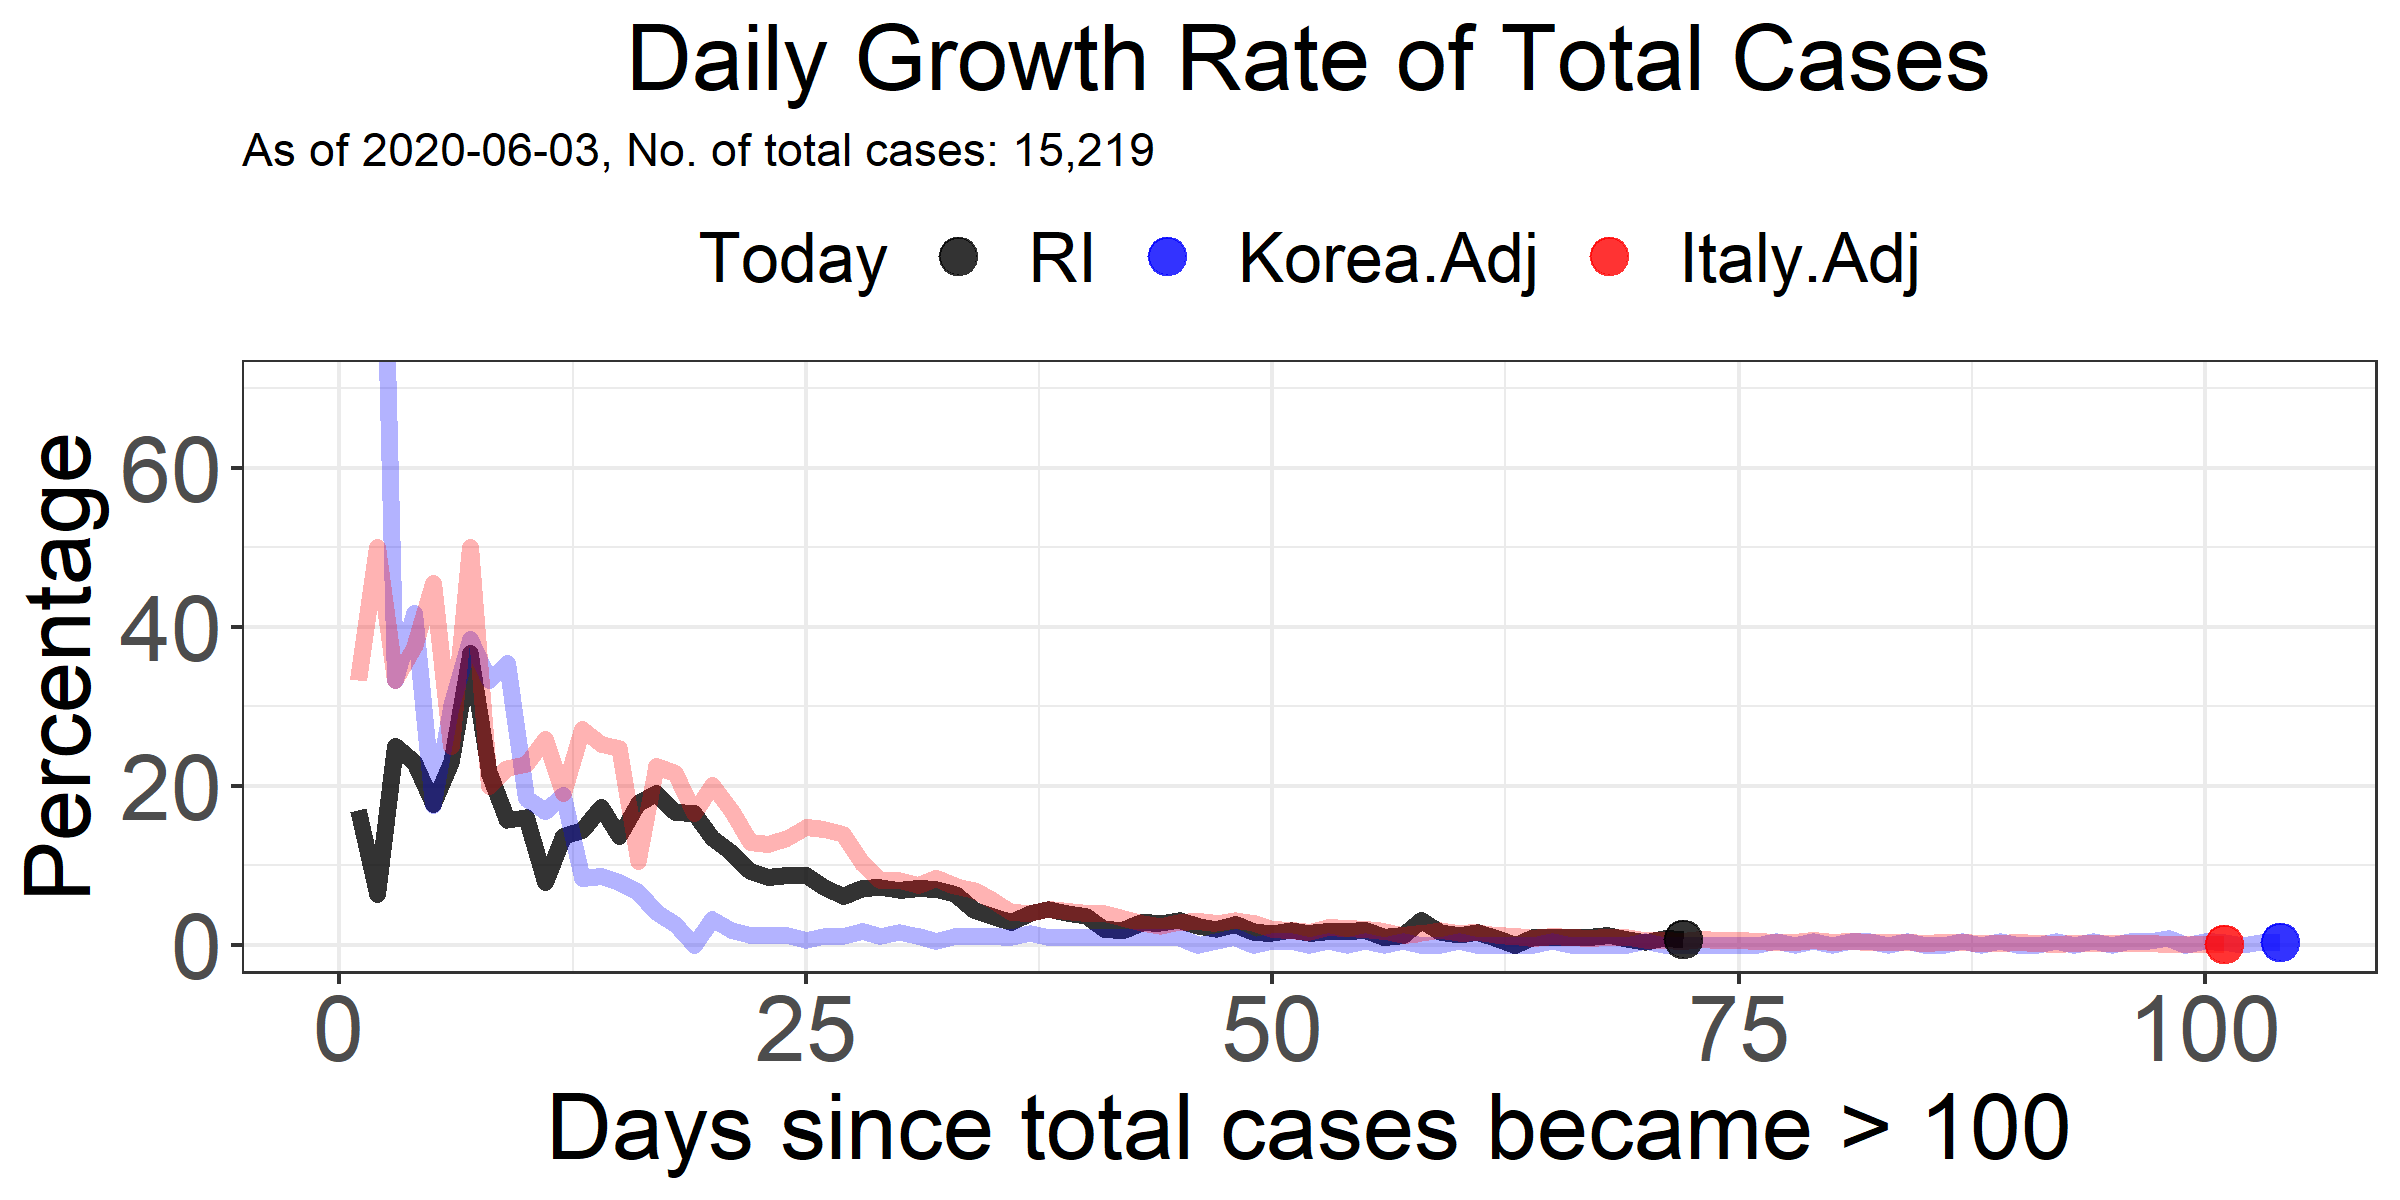 Daily Growth Rate of Total Cases
As of 2020-06-03, No. of total cases: 15,219
Today RI Korea.Adj Italy.Adj
Percentage
60
40
20
0
0 25 50 75 100
Days since total cases became > 100